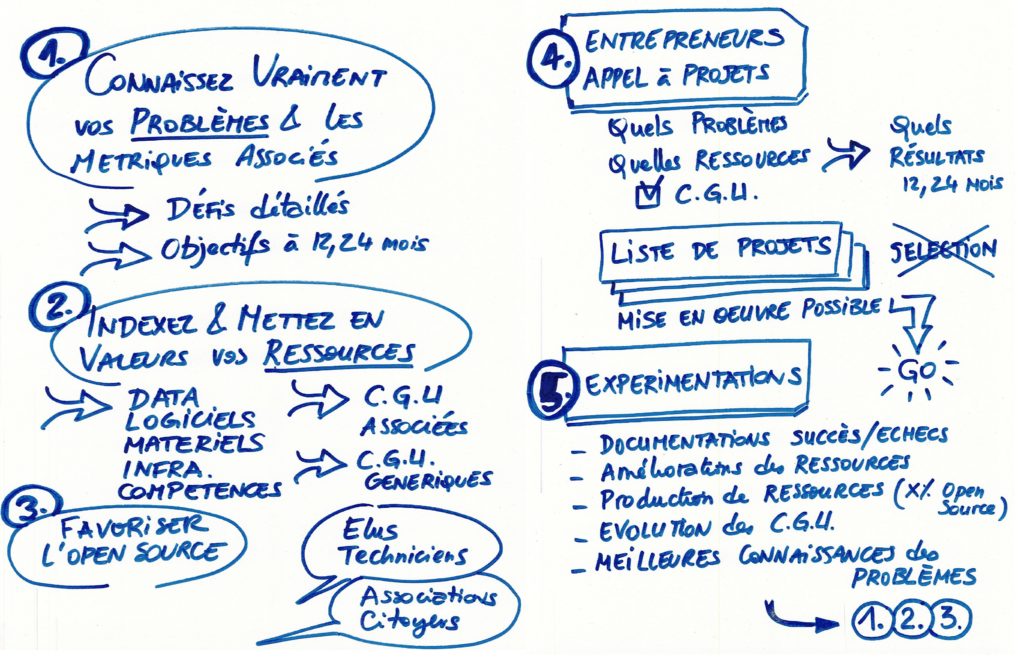 1.
CONNAISSEZ VRAIMENT
VOS PROBLÈMES & LES
METRIQUES ASSOCIÉS
DÉFIS détaillés
Objectifs à 12,24 mois
2.
INDEXEZ & METTEZ EN
VALEURS VOS RESSOURCES
DATA
LOGICIELS
MATERIELS
INFRA.
COMPETENCES
C.G.U
ASSOCIÉES
C.G.U.
GENERIQUES
3.
FAVORISER
L'OPEN SOURCE
Elus
Techniciens
Associations
Citoyens
4.
ENTREPRENEURS
APPEL à PROJETS
Quels PROBLÈMES
Quelles RESSOURCES
C.G.U.
Quels
RÉSULTATS
12,24 MOIS
LISTE DE PROJETS
SELECTION
MISE EN OEUVRE POSSIBLE
GO
5.
EXPERIMENTATIONS
- DOCUMENTATIONS SUCCÈS/ECHECS
- Améliorations des RESSOURCES
- Production de RESSOURCES (X% Open
Source)
- EVOLUTION des C.G.U.
- MEILLEURES CONNAISSANCES des
PROBLÈMES
1. 2. 3.